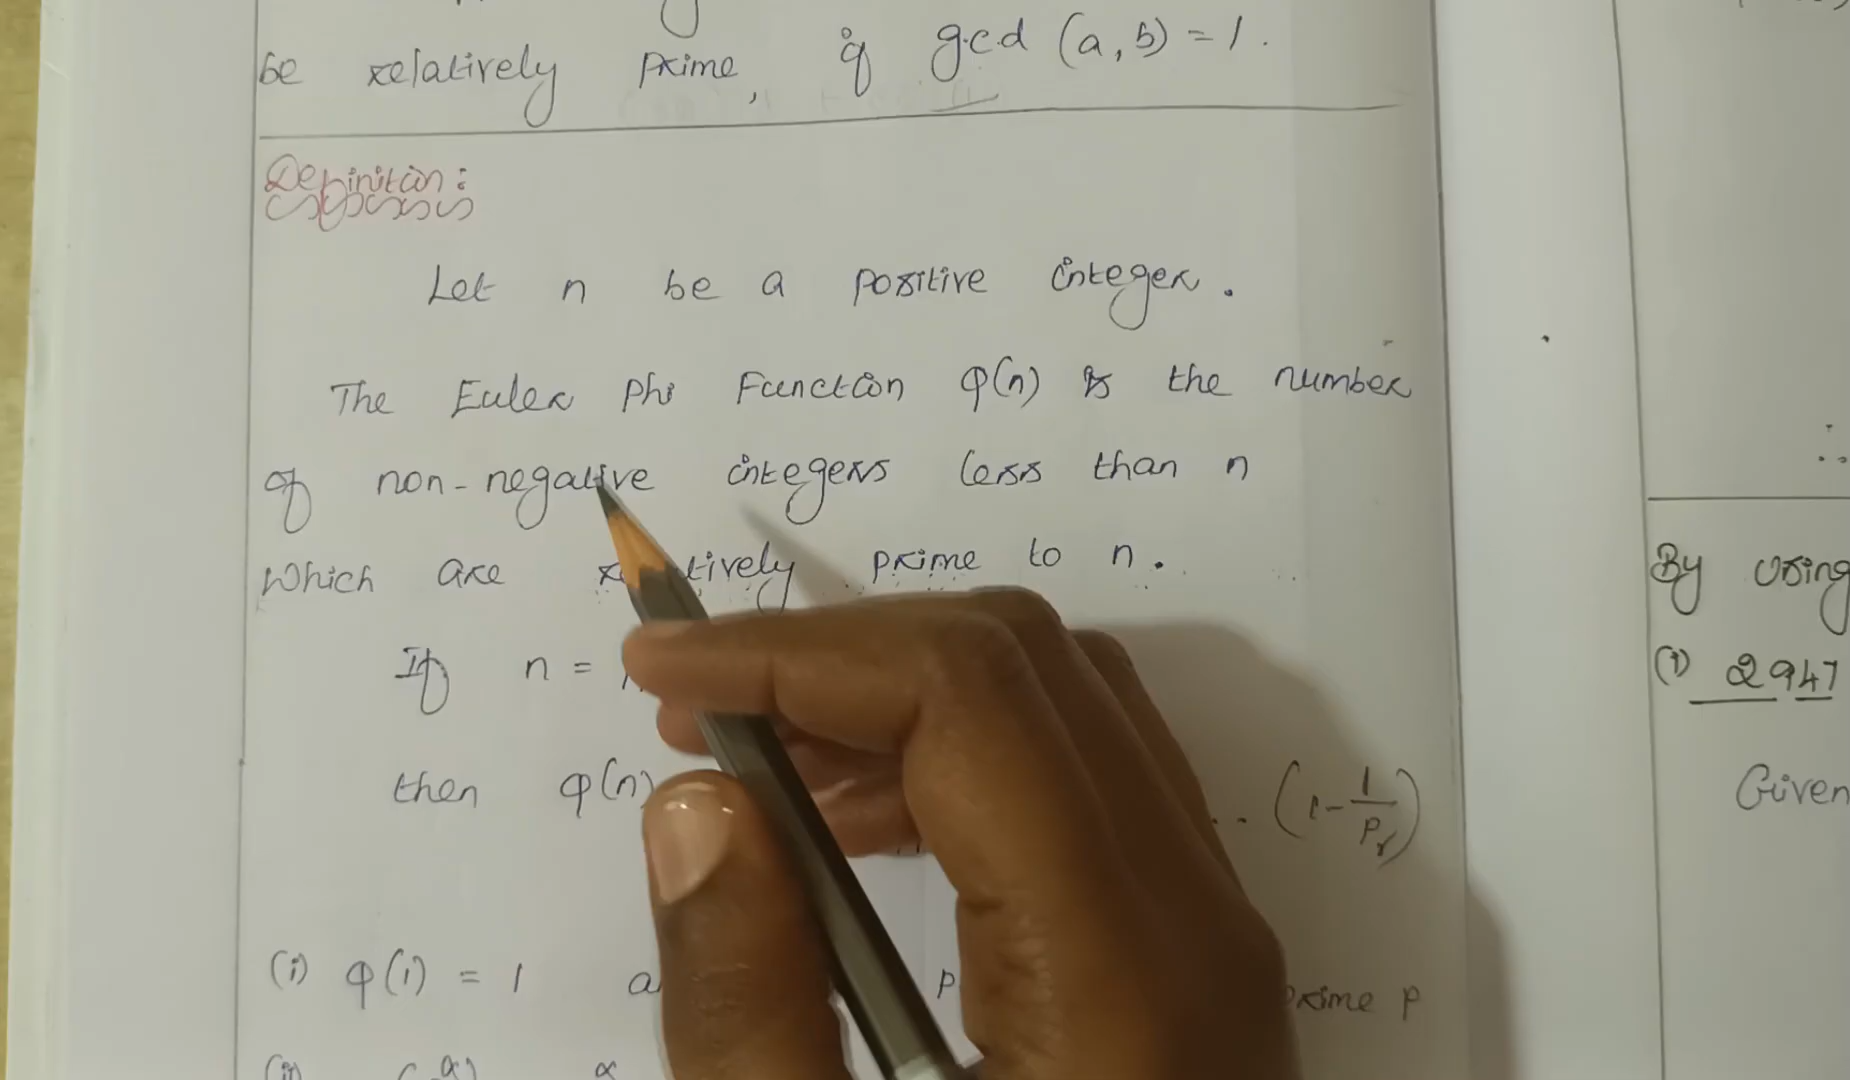 be relatively prime, if g.c.d (a, b) = 1.
Definition:
Let n be a positive integer.
The Euler phi Function φ(n) is the number
of non-negative integers less than n
which are relatively prime to n.
If n =
then φ(n) .. (1 - 1/Pr)
(i) φ(1) = 1 P prime P
(ii)
By using
(i) 2947
Given